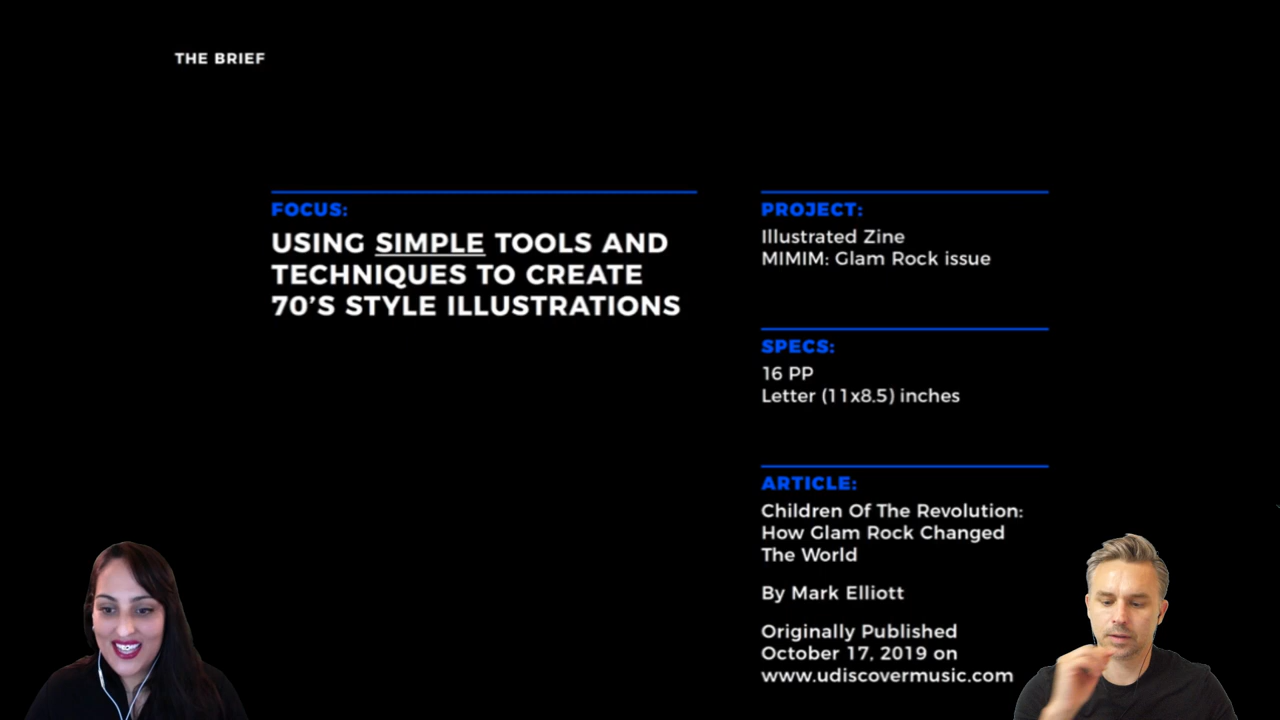 THE BRIEF
FOCUS:
USING SIMPLE TOOLS AND
TECHNIQUES TO CREATE
70'S STYLE ILLUSTRATIONS
PROJECT:
Illustrated Zine
MIMIM: Glam Rock issue
SPECS:
16 PP
Letter (11x8.5) inches
ARTICLE:
Children Of The Revolution:
How Glam Rock Changed
The World
By Mark Elliott
Originally Published
October 17, 2019 on
www.udiscovermusic.com